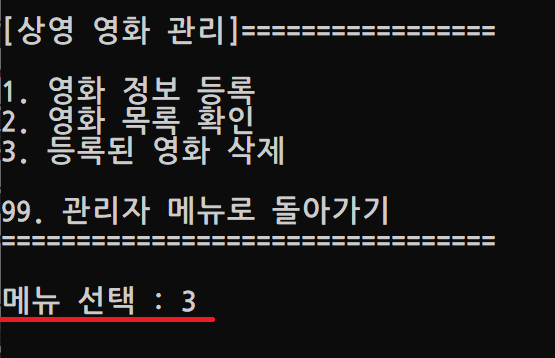 [상영 영화 관리]=================
1. 영화 정보 등록
2. 영화 목록 확인
3. 등록된 영화 삭제
99. 관리자 메뉴로 돌아가기
=================================
메뉴 선택 : 3